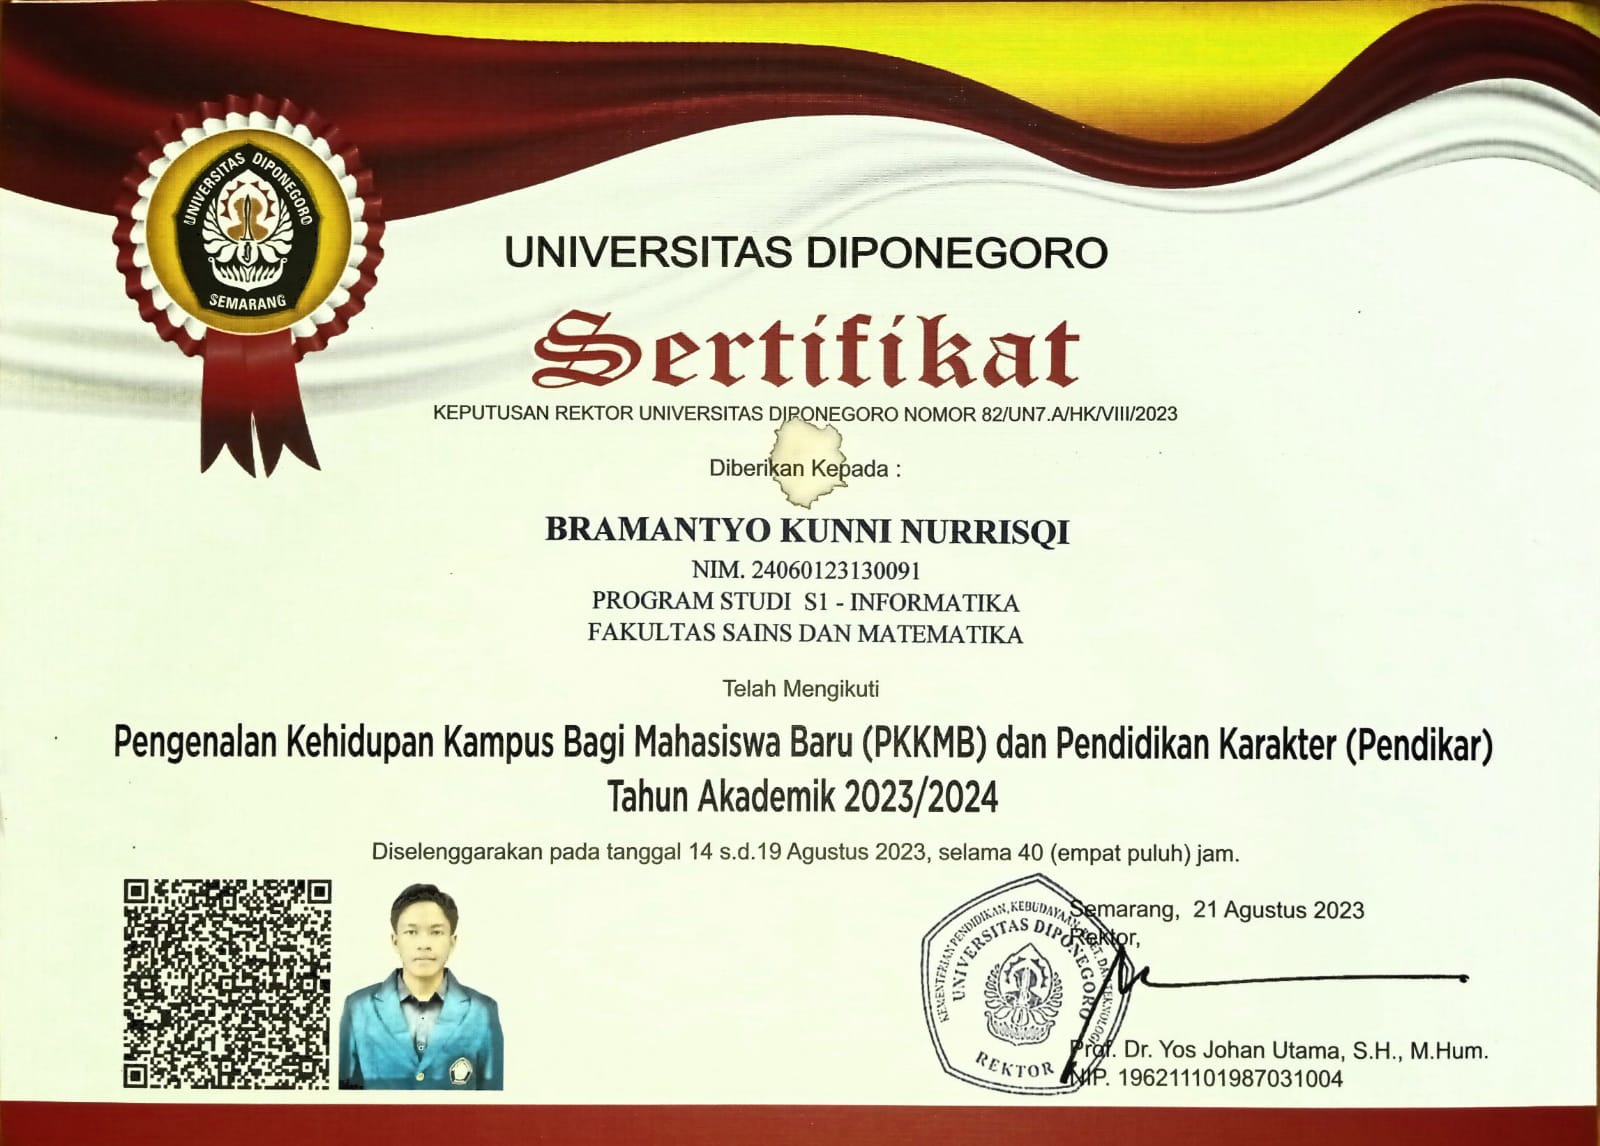 UNIVERSITAS DIPONEGORO
SEMARANG
UNIVERSITAS DIPONEGORO
Sertifikat
KEPUTUSAN REKTOR UNIVERSITAS DIPONEGORO NOMOR 82/UN7.A/HK/VIII/2023
Diberikan Kepada :
BRAMANTYO KUNNI NURRISQI
NIM. 24060123130091
PROGRAM STUDI S1 - INFORMATIKA
FAKULTAS SAINS DAN MATEMATIKA
Telah Mengikuti
Pengenalan Kehidupan Kampus Bagi Mahasiswa Baru (PKKMB) dan Pendidikan Karakter (Pendikar)
Tahun Akademik 2023/2024
Diselenggarakan pada tanggal 14 s.d.19 Agustus 2023, selama 40 (empat puluh) jam.
Semarang, 21 Agustus 2023
Rektor,
KEMENTERIAN PENDIDIKAN, KEBUDAYAAN,
UNIVERSITAS DIPONEGORO
REKTOR
Prof. Dr. Yos Johan Utama, S.H., M.Hum.
NIP. 196211101987031004